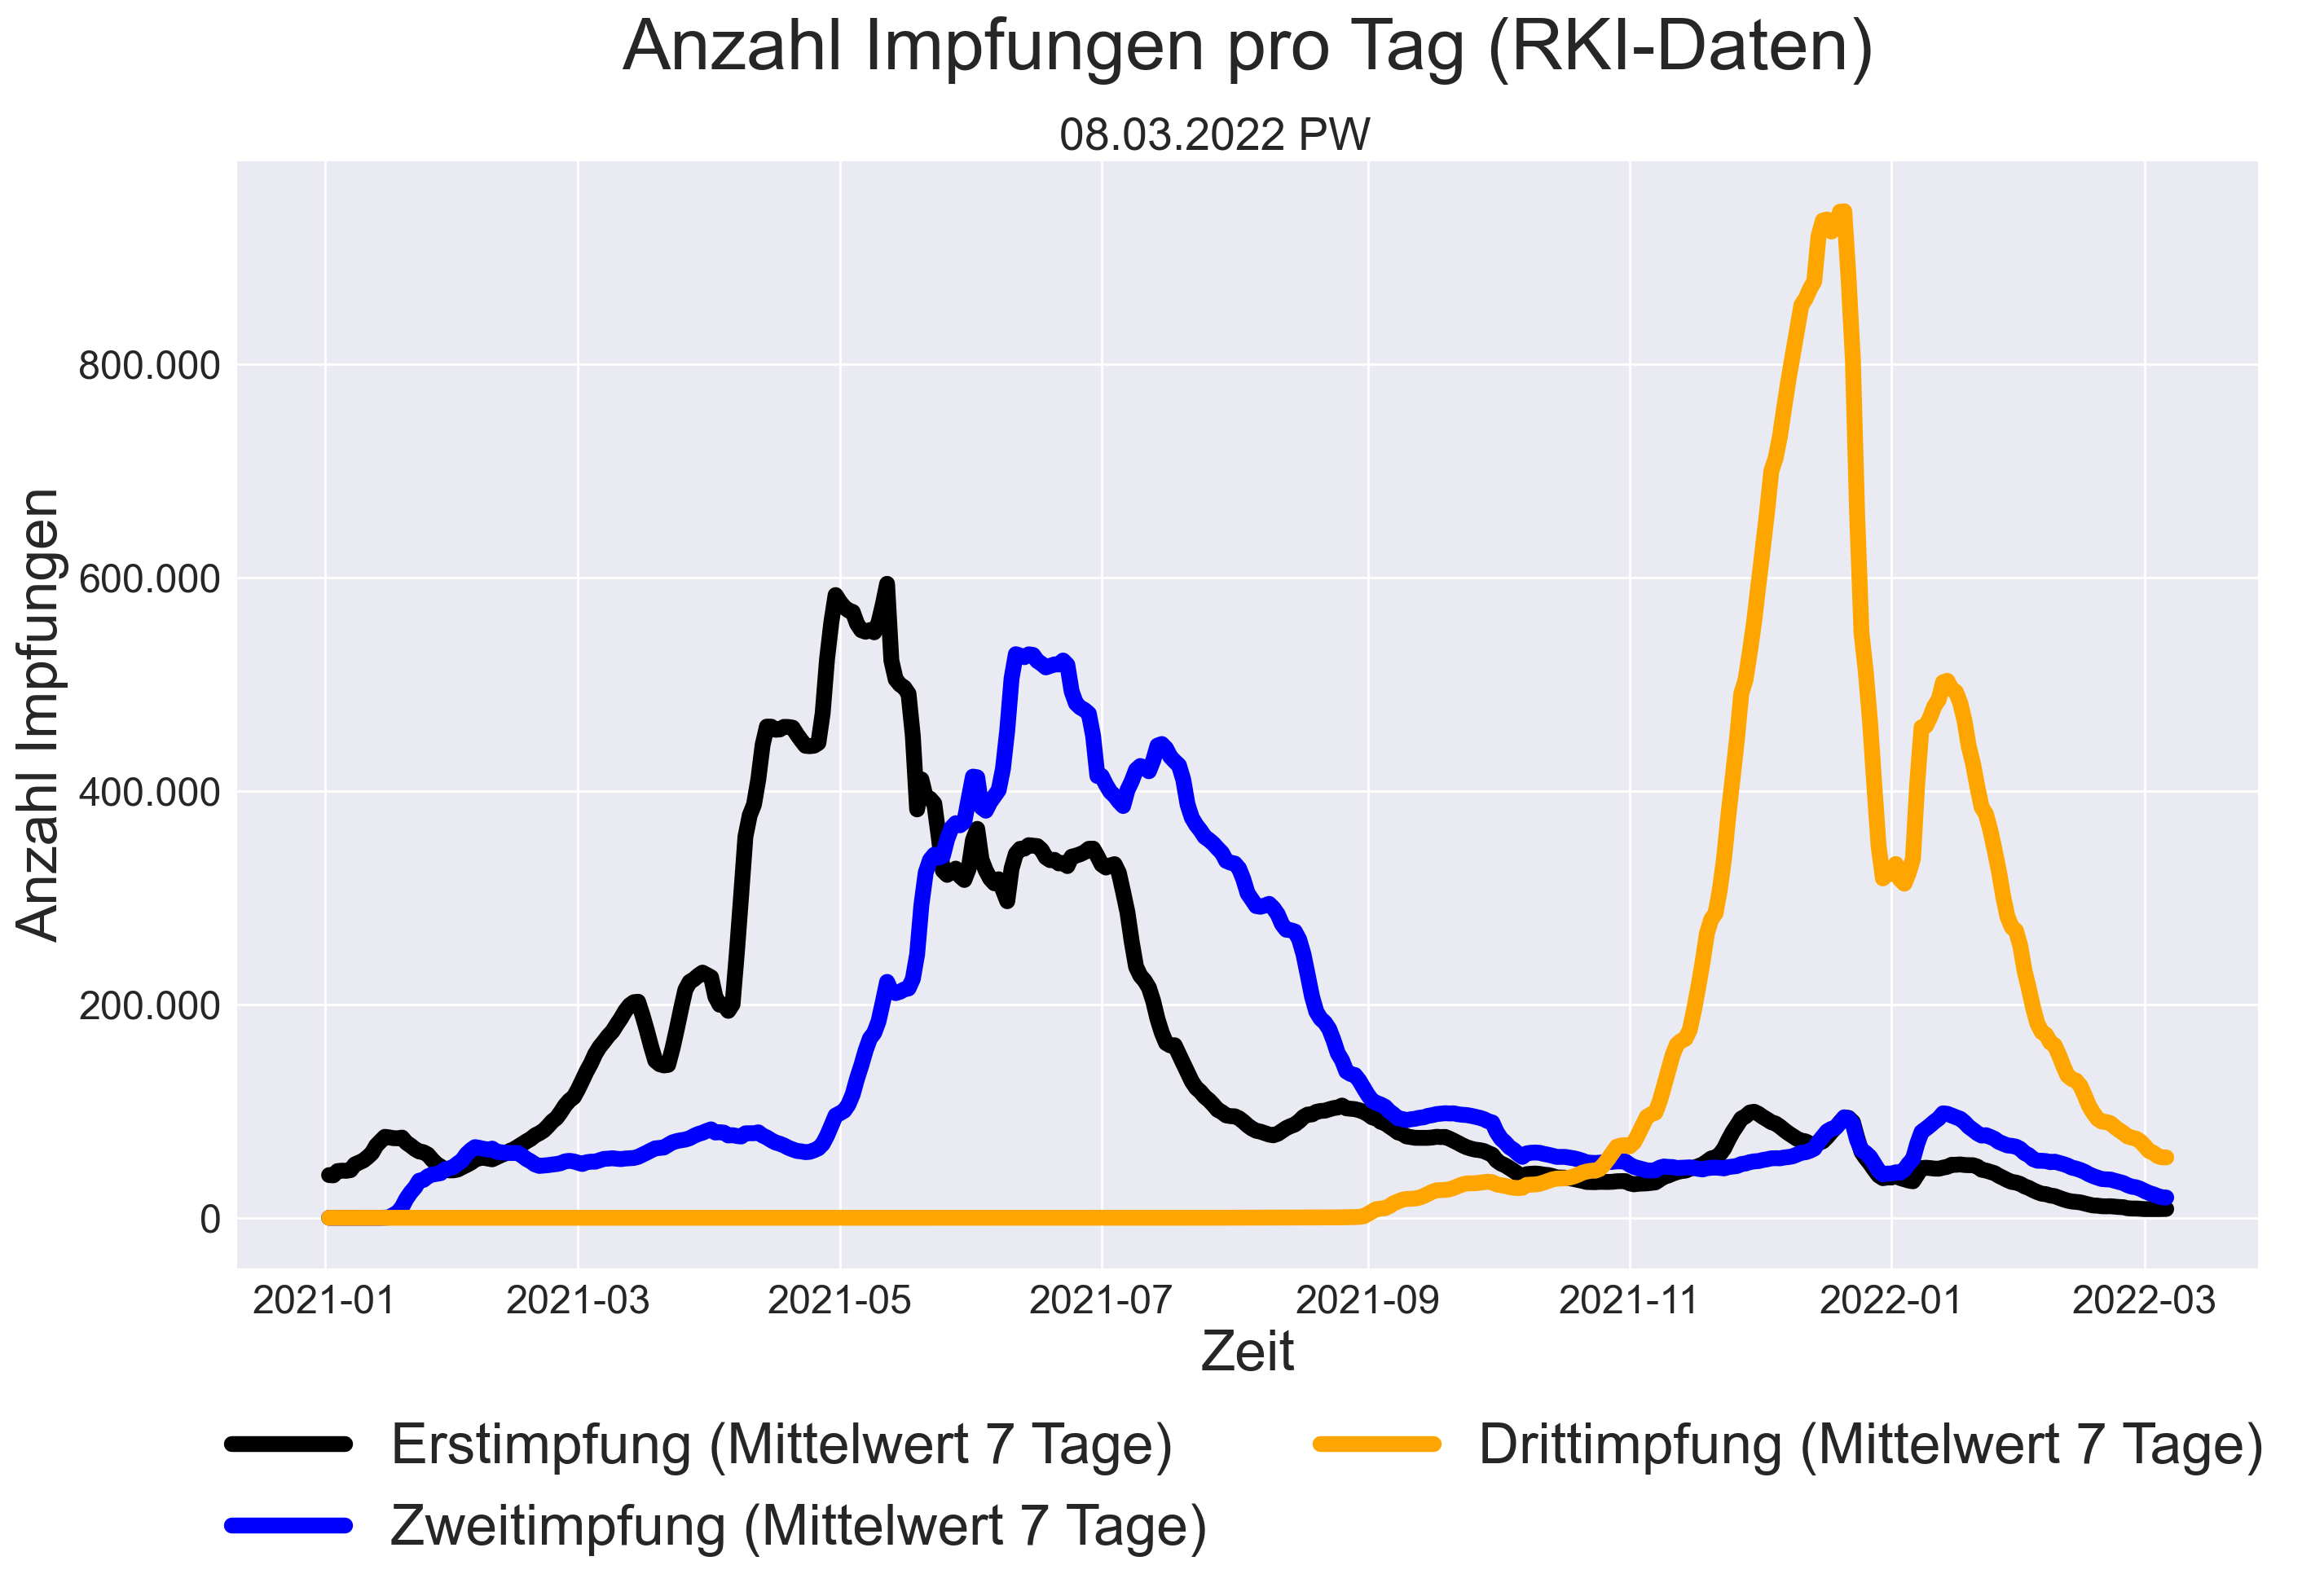 Anzahl Impfungen pro Tag (RKI-Daten)
08.03.2022 PW
Anzahl Impfungen
800.000
600.000
400.000
200.000
0
2021-01 2021-03 2021-05 2021-07 2021-09 2021-11 2022-01 2022-03
Zeit
Erstimpfung (Mittelwert 7 Tage)
Zweitimpfung (Mittelwert 7 Tage)
Drittimpfung (Mittelwert 7 Tage)